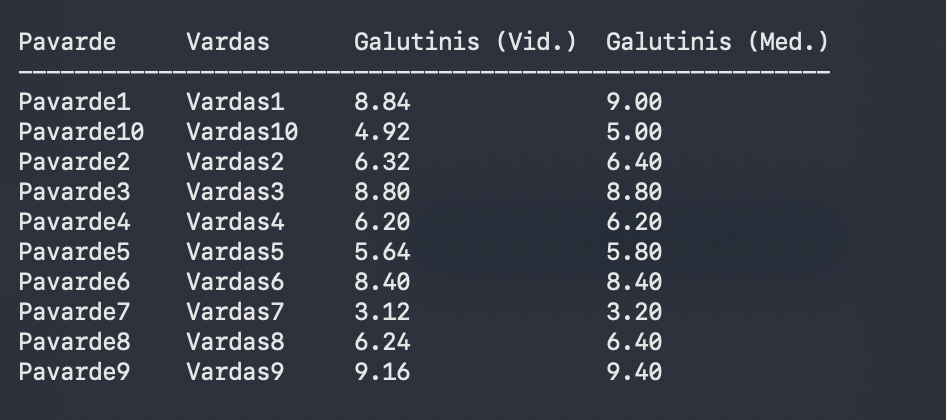 Pavarde Vardas Galutinis (Vid.) Galutinis (Med.)
----------------------------------------------------------
Pavarde1 Vardas1 8.84 9.00
Pavarde10 Vardas10 4.92 5.00
Pavarde2 Vardas2 6.32 6.40
Pavarde3 Vardas3 8.80 8.80
Pavarde4 Vardas4 6.20 6.20
Pavarde5 Vardas5 5.64 5.80
Pavarde6 Vardas6 8.40 8.40
Pavarde7 Vardas7 3.12 3.20
Pavarde8 Vardas8 6.24 6.40
Pavarde9 Vardas9 9.16 9.40